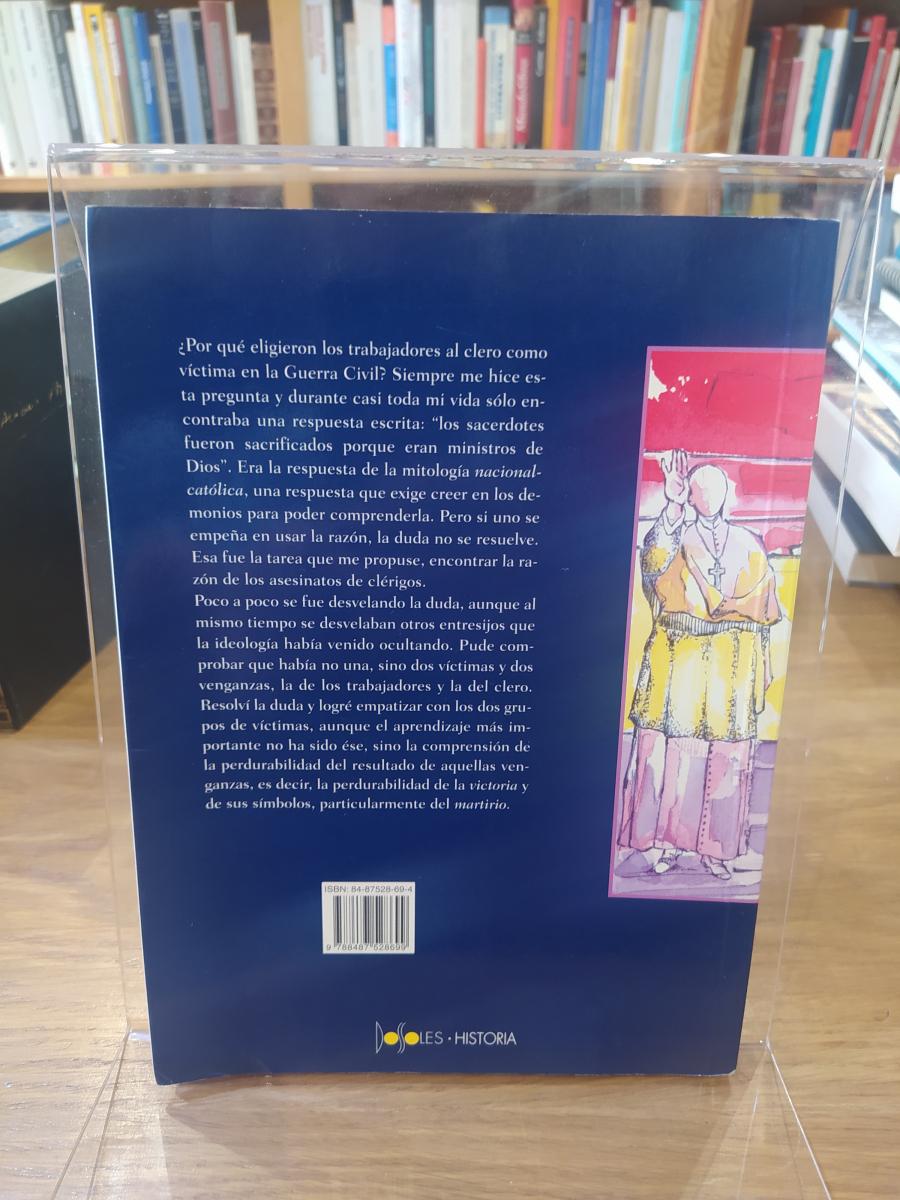 ¿Por qué eligieron los trabajadores al clero como
víctima en la Guerra Civil? Siempre me hice es-
ta pregunta y durante casi toda mi vida sólo en-
contraba una respuesta escrita: “los sacerdotes
fueron sacrificados porque eran ministros de
Dios”. Era la respuesta de la mitología nacional-
católica, una respuesta que exige creer en los de-
monios para poder comprenderla. Pero si uno se
empeña en usar la razón, la duda no se resuelve.
Esa fue la tarea que me propuse, encontrar la ra-
zón de los asesinatos de clérigos.
Poco a poco se fue desvelando la duda, aunque al
mismo tiempo se desvelaban otros entresijos que
la ideología había venido ocultando. Pude com-
probar que había no una, sino dos víctimas y dos
venganzas, la de los trabajadores y la del clero.
Resolví la duda y logré empatizar con los dos gru-
pos de víctimas, aunque el aprendizaje más im-
portante no ha sido ése, sino la comprensión de
la perdurabilidad del resultado de aquellas ven-
ganzas, es decir, la perdurabilidad de la victoria y
de sus símbolos, particularmente del martirio.
ISBN: 84-87528-69-4
9 788487 528699
DOSSOLES · HISTORIA